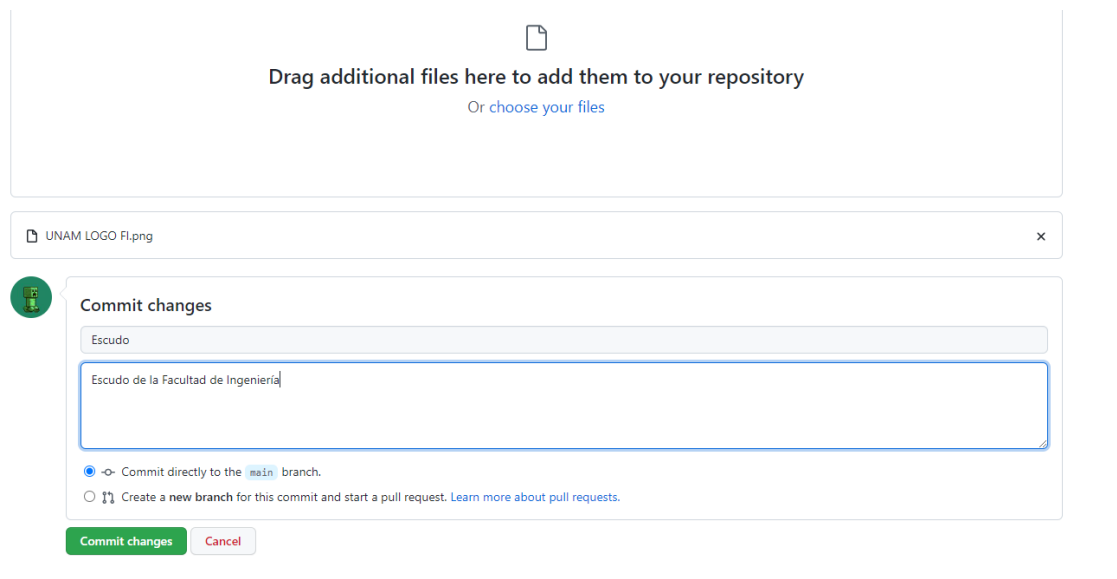 Drag additional files here to add them to your repository
Or choose your files
UNAM LOGO FI.png
Commit changes
Escudo
Escudo de la Facultad de Ingeniería
Commit directly to the main branch.
Create a new branch for this commit and start a pull request. Learn more about pull requests.
Commit changes Cancel